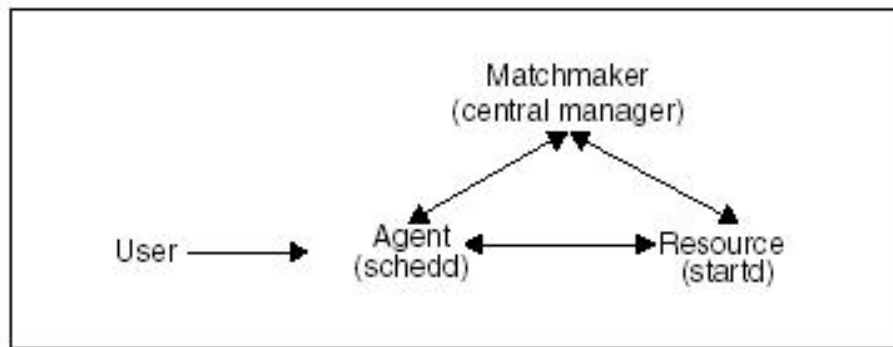 Matchmaker
(central manager)
User
Agent
(schedd)
Resource
(startd)